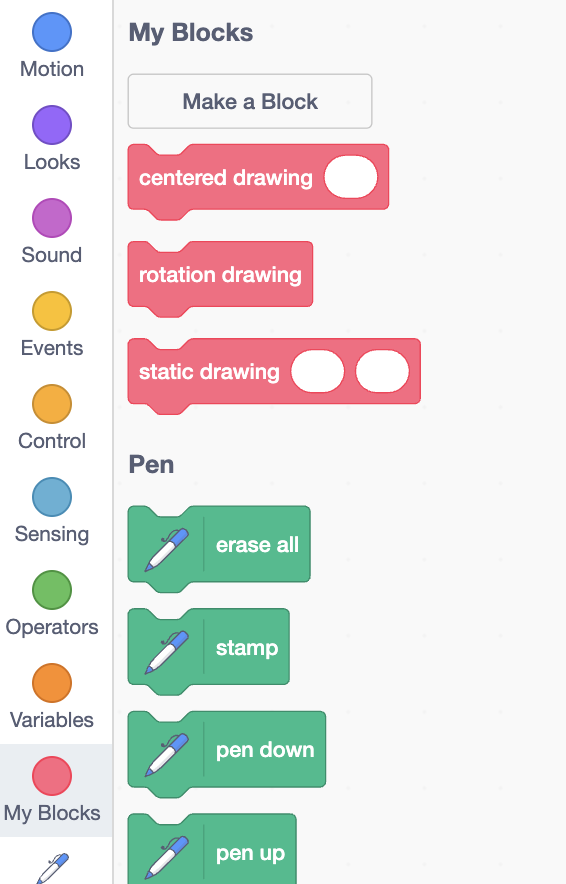 Motion
Looks
Sound
Events
Control
Sensing
Operators
Variables
My Blocks
My Blocks
Make a Block
centered drawing
rotation drawing
static drawing
Pen
erase all
stamp
pen down
pen up